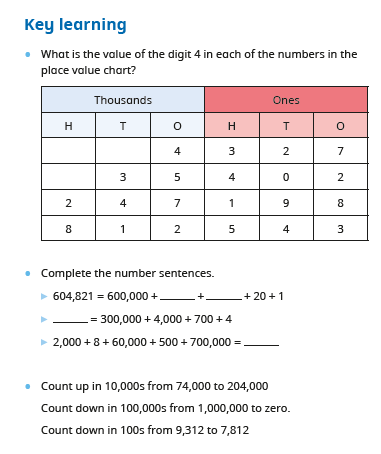 Key learning
• What is the value of the digit 4 in each of the numbers in the
place value chart?
Thousands Ones
H T O H T O
4 3 2 7
3 5 4 0 2
2 4 7 1 9 8
8 1 2 5 4 3
• Complete the number sentences.
604,821 = 600,000 + ______ + ______ + 20 + 1
______ = 300,000 + 4,000 + 700 + 4
2,000 + 8 + 60,000 + 500 + 700,000 = ______
• Count up in 10,000s from 74,000 to 204,000
Count down in 100,000s from 1,000,000 to zero.
Count down in 100s from 9,312 to 7,812